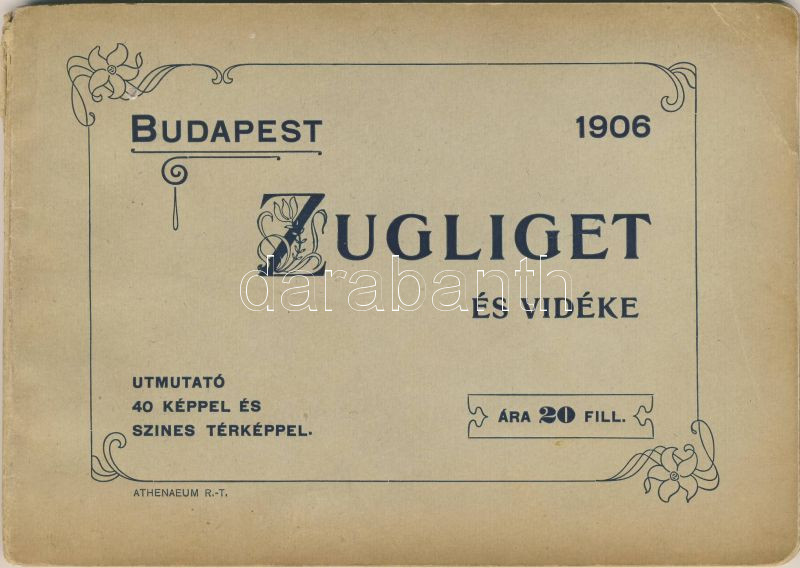 BUDAPEST 1906
ZUGLIGET
darabanth
ÉS VIDÉKE
UTMUTATÓ
40 KÉPPEL ÉS
SZINES TÉRKÉPPEL.
ÁRA 20 FILL.
ATHENAEUM R.-T.